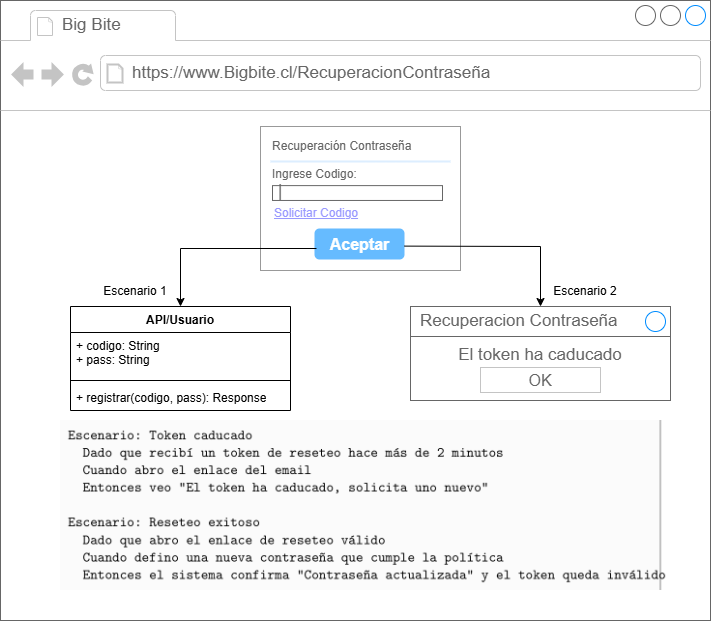 Big Bite
https://www.Bigbite.cl/RecuperacionContraseña
Recuperación Contraseña
Ingrese Codigo:
Solicitar Codigo
Aceptar
Escenario 1
Escenario 2
API/Usuario
+ codigo: String
+ pass: String
+ registrar(codigo, pass): Response
Recuperacion Contraseña
El token ha caducado
OK
Escenario: Token caducado
Dado que recibí un token de reseteo hace más de 2 minutos
Cuando abro el enlace del email
Entonces veo "El token ha caducado, solicita uno nuevo"
Escenario: Reseteo exitoso
Dado que abro el enlace de reseteo válido
Cuando defino una nueva contraseña que cumple la política
Entonces el sistema confirma "Contraseña actualizada" y el token queda inválido